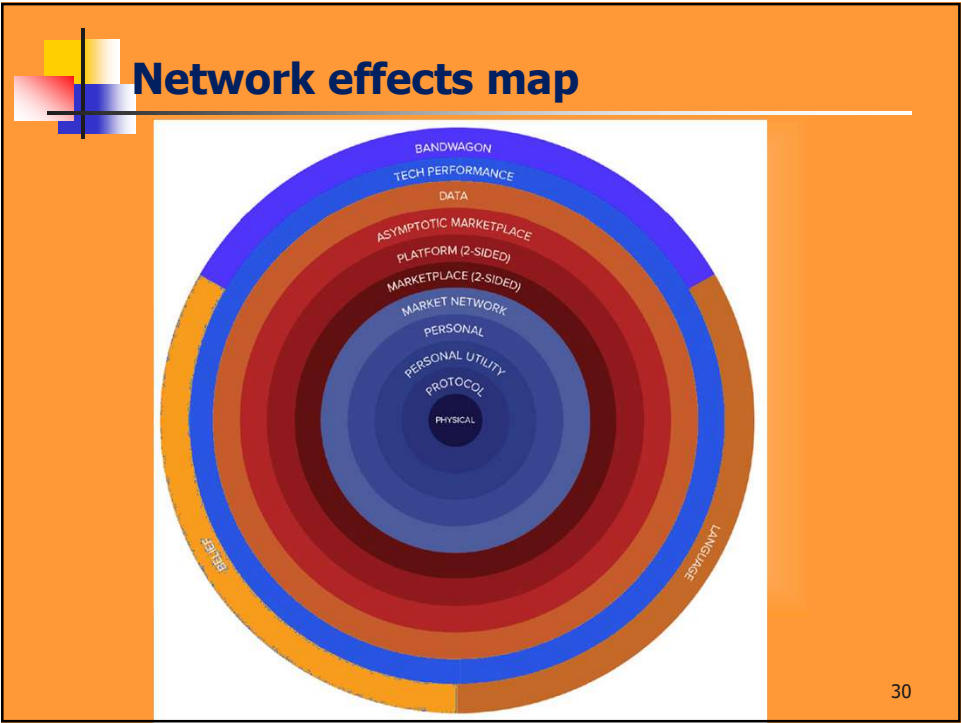 Network effects map
BANDWAGON
TECH PERFORMANCE
DATA
ASYMPTOTIC MARKETPLACE
PLATFORM (2-SIDED)
MARKETPLACE (2-SIDED)
MARKET NETWORK
PERSONAL
PERSONAL UTILITY
PROTOCOL
PHYSICAL
BELIEF
LANGUAGE
30